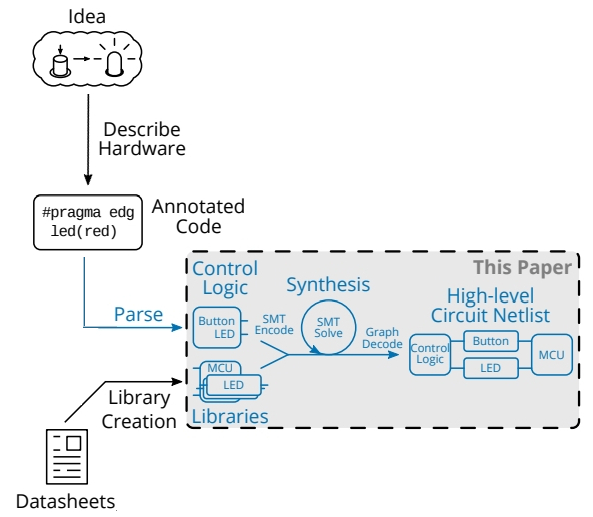 Idea
Describe
Hardware
#pragma edg
led(red)
Annotated
Code
Parse
Library
Creation
Datasheets
This Paper
Control
Logic
Button
LED
MCU
LED
Libraries
SMT
Encode
Synthesis
SMT
Solve
Graph
Decode
High-level
Circuit Netlist
Control
Logic
Button
LED
MCU